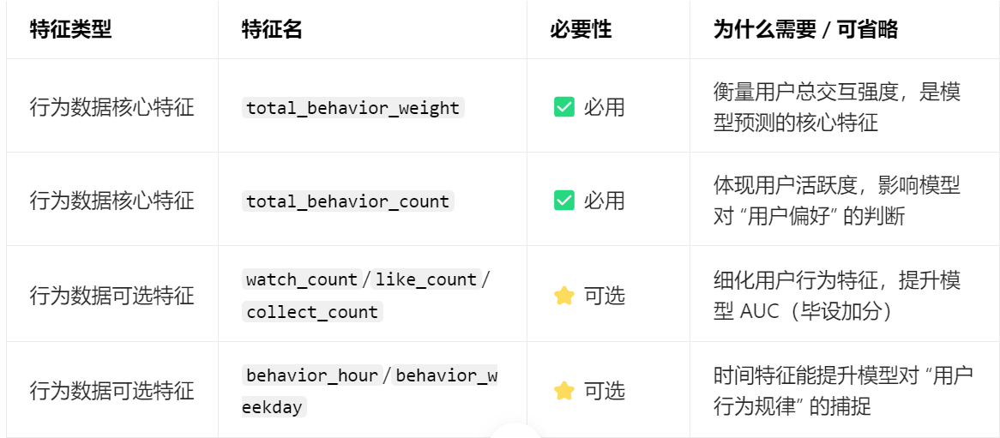 特征类型 特征名 必要性 为什么需要 / 可省略
行为数据核心特征 total_behavior_weight ✅ 必用 衡量用户总交互强度，是模
型预测的核心特征
行为数据核心特征 total_behavior_count ✅ 必用 体现用户活跃度，影响模型
对 “用户偏好” 的判断
行为数据可选特征 watch_count/like_count/
collect_count ⭐ 可选 细化用户行为特征，提升模
型 AUC（毕设加分）
行为数据可选特征 behavior_hour/behavior_w
eekday ⭐ 可选 时间特征能提升模型对 “用户
行为规律” 的捕捉